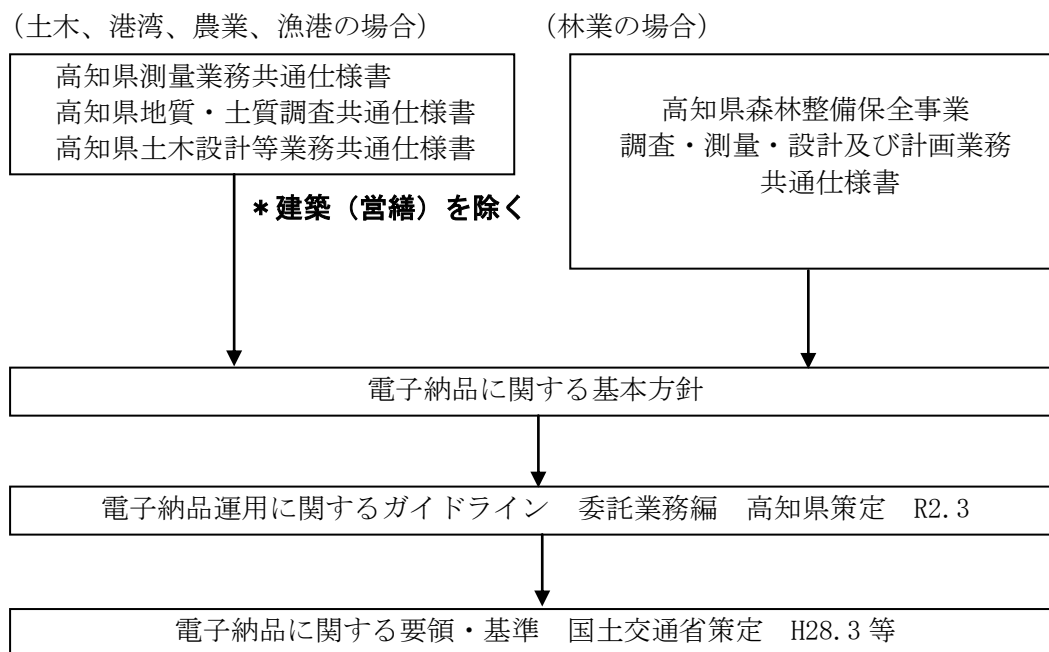 (土木、港湾、農業、漁港の場合)
高知県測量業務共通仕様書
高知県地質・土質調査共通仕様書
高知県土木設計等業務共通仕様書
*建築（営繕）を除く
(林業の場合)
高知県森林整備保全事業
調査・測量・設計及び計画業務
共通仕様書
電子納品に関する基本方針
電子納品運用に関するガイドライン　委託業務編　高知県策定　R2.3
電子納品に関する要領・基準　国土交通省策定　H28.3 等